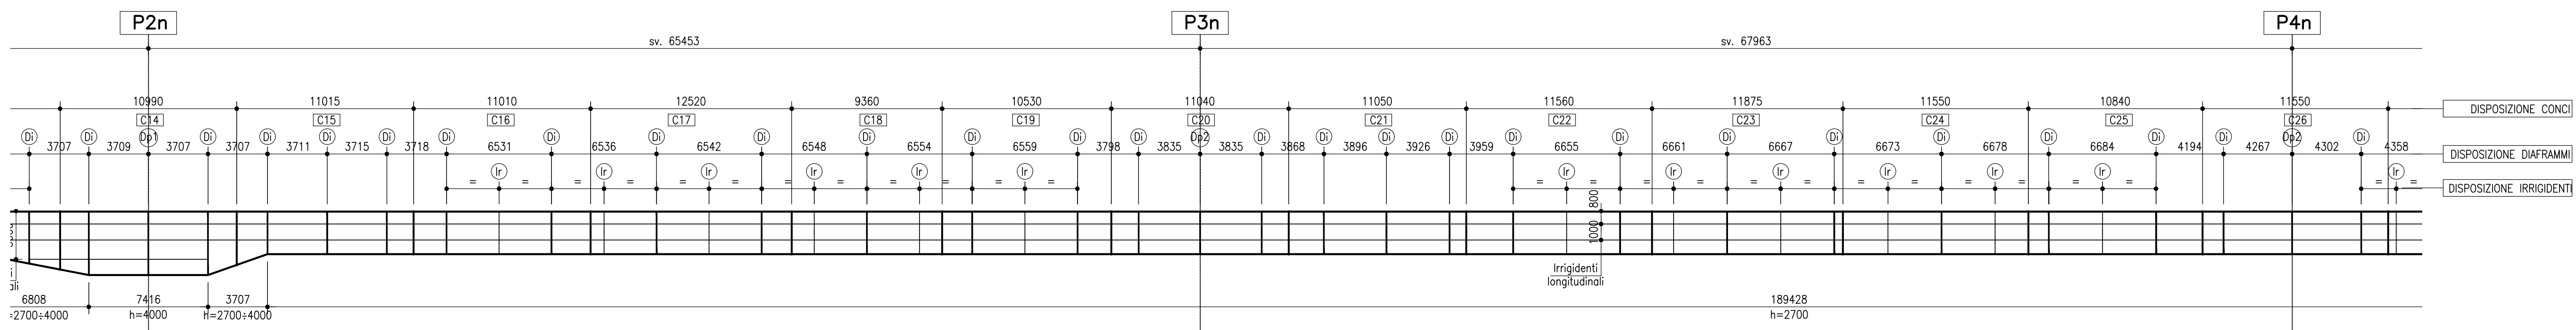 P2n P3n P4n
sv. 65453 sv. 67963
10990 11015 11010 12520 9360 10530 11040 11050 11560 11875 11550 10840 11550
C14 C15 C16 C17 C18 C19 C20 C21 C22 C23 C24 C25 C26
DISPOSIZIONE CONCI
Di Di Dp1 Di Di Di Di Di Di Di Di Di Di Di Di Dp2 Di Di Di Di Di Di Di Di Di Di Di Di Dp2 Di
3707 3709 3707 3707 3711 3715 3718 6531 6536 6542 6548 6554 6559 3798 3835 3835 3868 3896 3926 3959 6655 6661 6667 6673 6678 6684 4194 4267 4302 4358
DISPOSIZIONE DIAFRAMMI
Ir Ir Ir Ir Ir Ir Ir Ir Ir Ir Ir Ir Ir
= = = = = = = = = = = = = = = = = = = = = = = = = =
DISPOSIZIONE IRRIGIDENTI
800
1000
Irrigidenti
longitudinali
6808 7416 3707 189428
=2700÷4000 h=4000 h=2700÷4000 h=2700